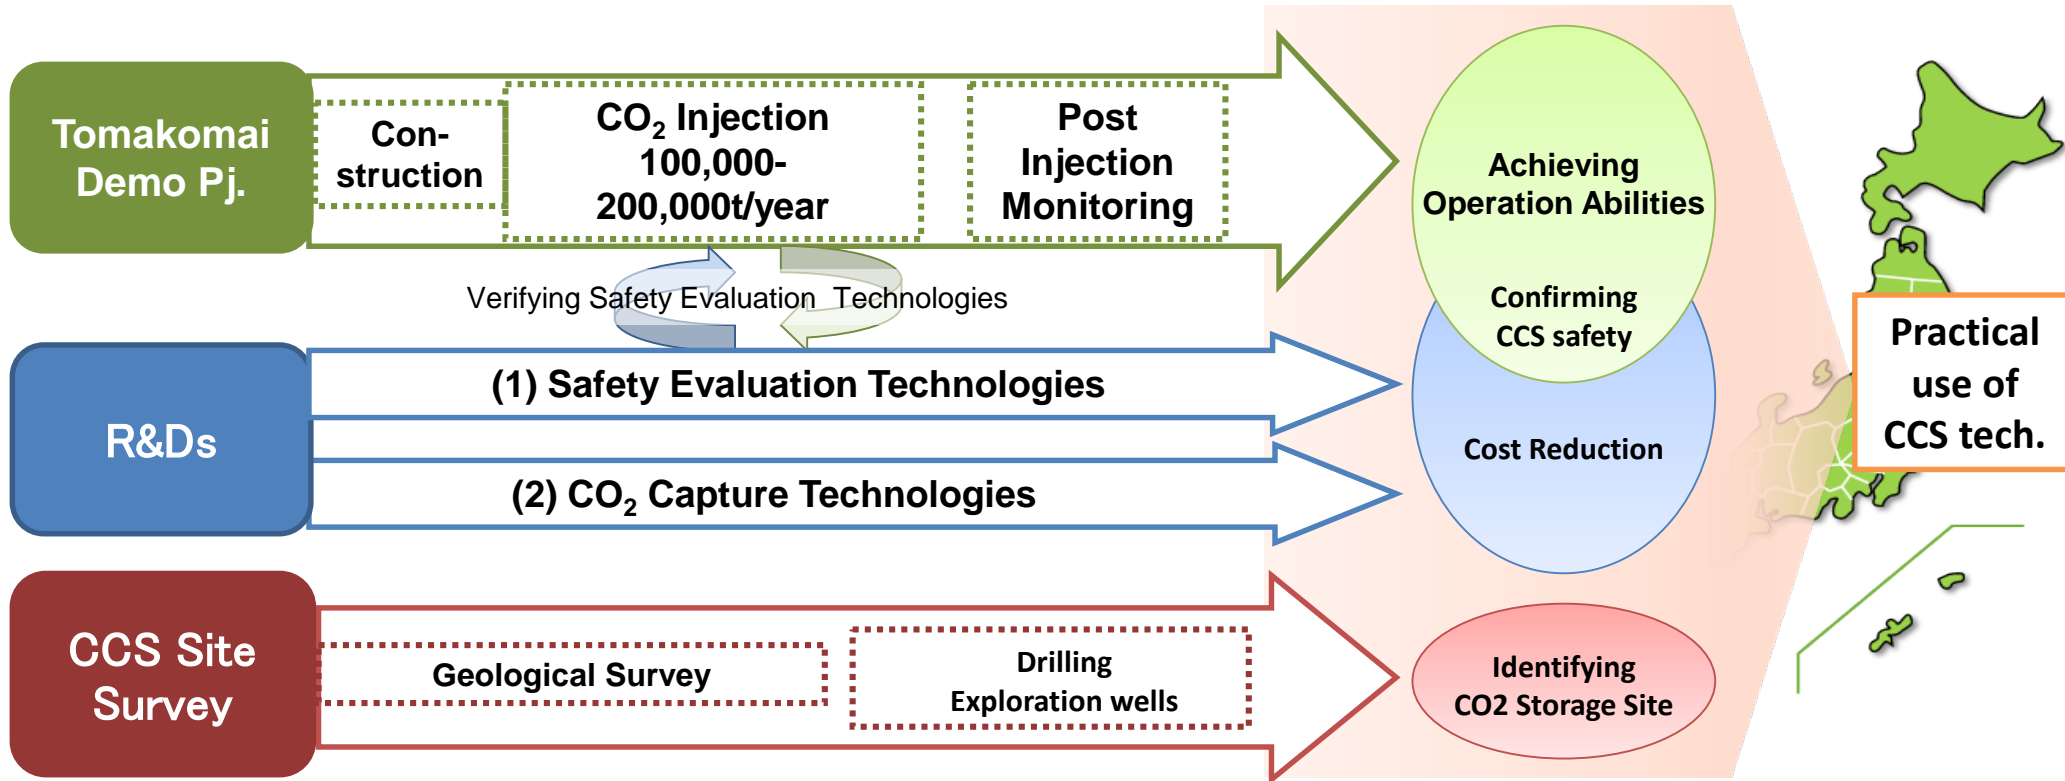 Tomakomai
Demo Pj.
Con-
struction
CO₂ Injection
100,000-
200,000t/year
Post
Injection
Monitoring
Achieving
Operation Abilities
Confirming
CCS safety
Verifying Safety Evaluation  Technologies
R&Ds
(1) Safety Evaluation Technologies
(2) CO₂ Capture Technologies
Cost Reduction
Practical
use of
CCS tech.
CCS Site
Survey
Geological Survey
Drilling
Exploration wells
Identifying
CO2 Storage Site